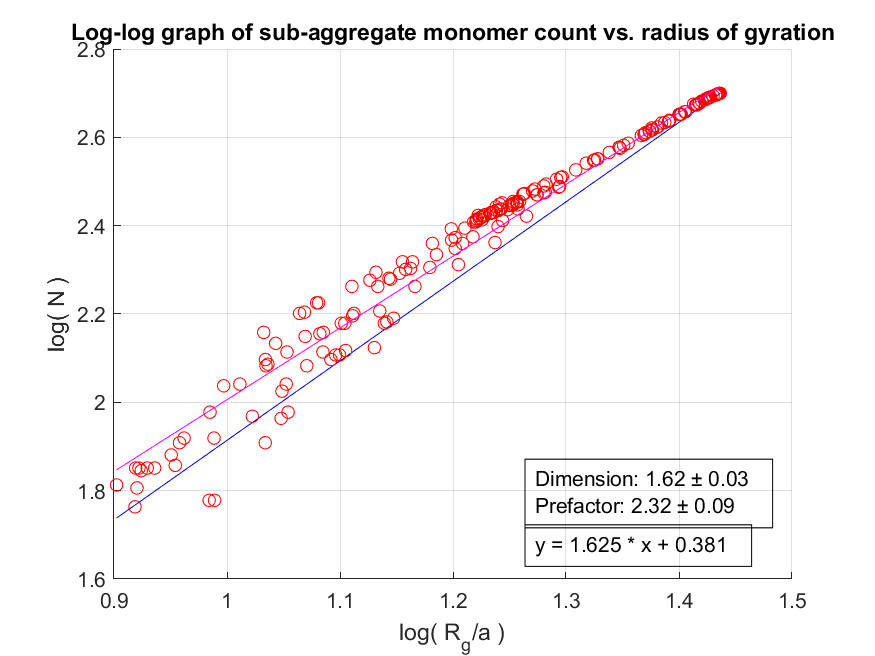 Log-log graph of sub-aggregate monomer count vs. radius of gyration
2.8
2.6
2.4
2.2
2
1.8
1.6
log( N )
Dimension: 1.62 ± 0.03
Prefactor: 2.32 ± 0.09
y = 1.625 * x + 0.381
0.9 1 1.1 1.2 1.3 1.4 1.5
log( R_g/a )